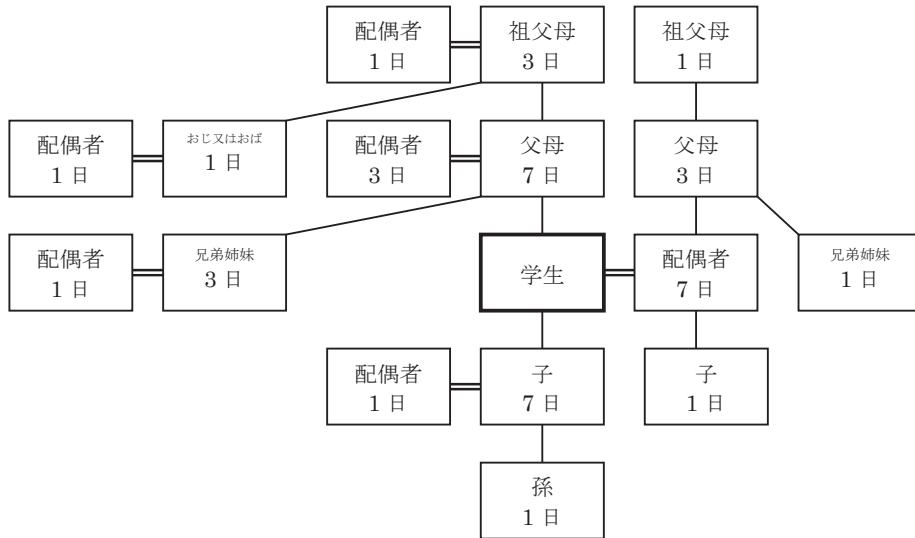 配偶者
1 日
祖父母
3 日
祖父母
1 日
配偶者
1 日
おじ又はおば
1 日
配偶者
3 日
父母
7 日
父母
3 日
配偶者
1 日
兄弟姉妹
3 日
学生
配偶者
7 日
兄弟姉妹
1 日
配偶者
1 日
子
7 日
子
1 日
孫
1 日